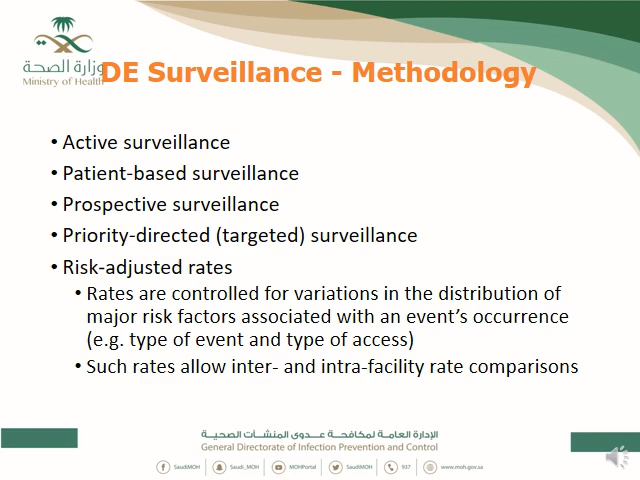 وزارة الصحة
Ministry of Health
DE Surveillance - Methodology
• Active surveillance
• Patient-based surveillance
• Prospective surveillance
• Priority-directed (targeted) surveillance
• Risk-adjusted rates
• Rates are controlled for variations in the distribution of
major risk factors associated with an event's occurrence
(e.g. type of event and type of access)
• Such rates allow inter- and intra-facility rate comparisons
الإدارة العامة لمكافحة عدوى المنشآت الصحية
General Directorate of Infection Prevention and Control
SaudiMOH Saudi_MOH MOHPortal SaudiMOH 937 www.moh.gov.sa